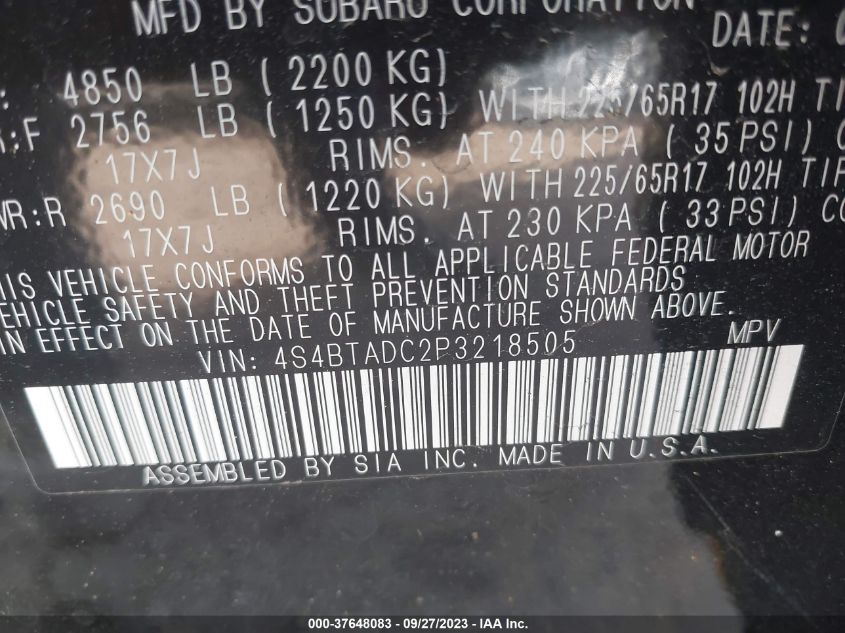 MFD BY SUBARU CORPORATION
DATE:
4850 LB ( 2200 KG)
:F 2756 LB ( 1250 KG) WITH 225/65R17 102H
17X7J RIMS. AT 240 KPA ( 35 PSI)
:R 2690 LB ( 1220 KG) WITH 225/65R17 102H
17X7J RIMS. AT 230 KPA ( 33 PSI)
VEHICLE CONFORMS TO ALL APPLICABLE FEDERAL MOTOR
VEHICLE SAFETY AND THEFT PREVENTION STANDARDS
IN EFFECT ON THE DATE OF MANUFACTURE SHOWN ABOVE.
VIN: 4S4BTADC2P3218505 MPV
ASSEMBLED BY SIA INC. MADE IN U.S.A.
000-37648083 — 09/27/2023 — IAA Inc.